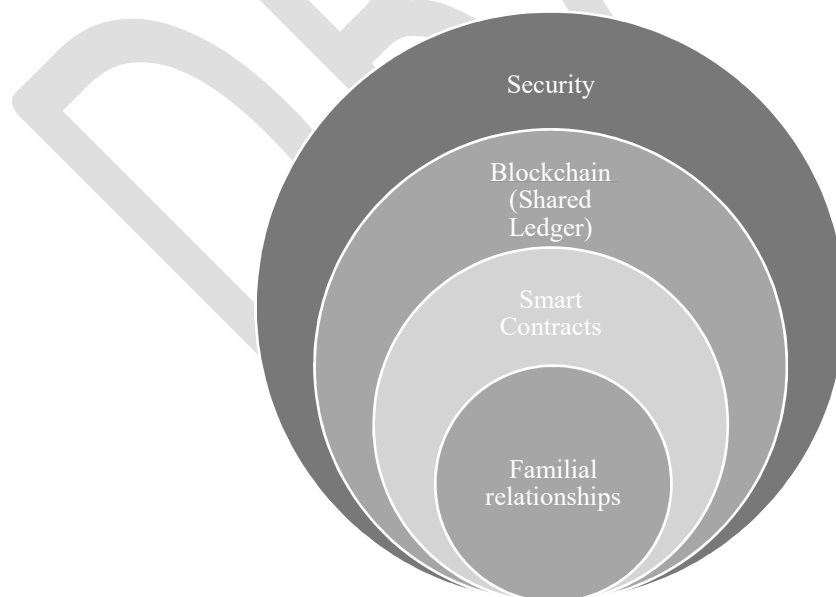 Security
Blockchain
(Shared
Ledger)
Smart
Contracts
Familial
relationships